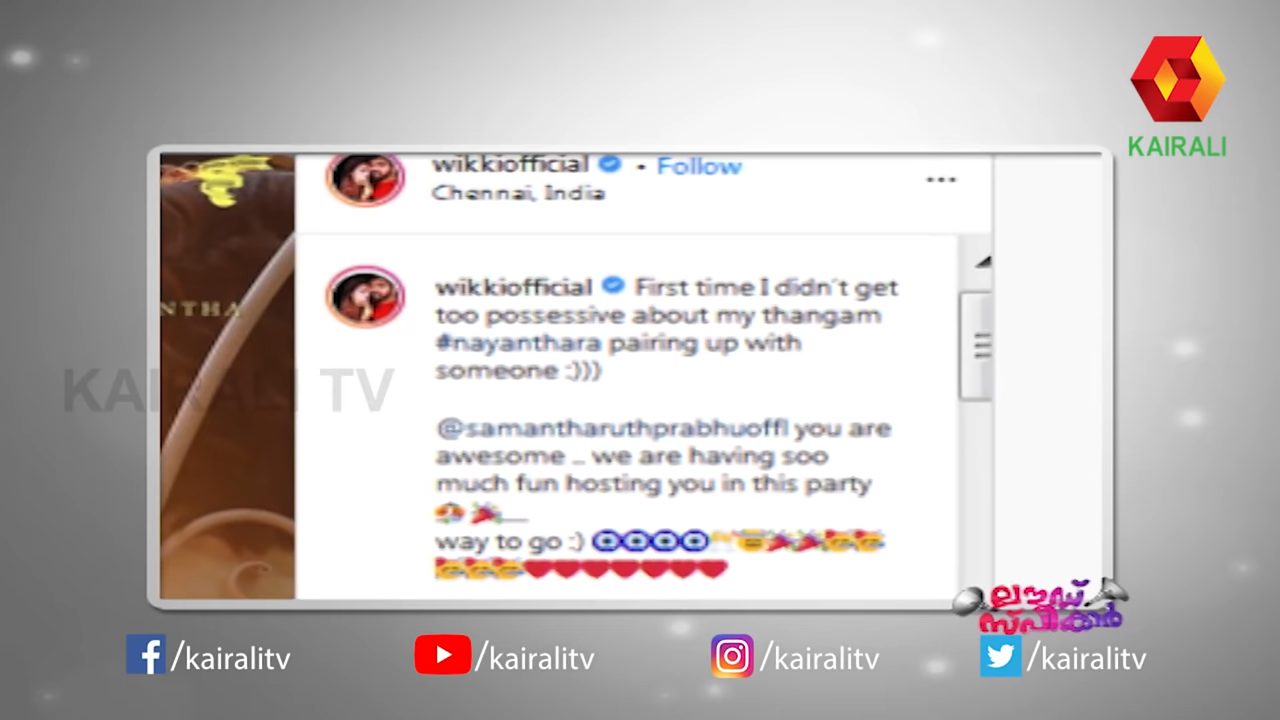 KAIRALI
wikkiofficial • Follow
Chennai, India
...
NTHA
wikkiofficial First time I didn't get
too possessive about my thangam
#nayanthara pairing up with
someone :)))
@samantharuthprabhuoffl you are
awesome .. we are having soo
much fun hosting you in this party
🥳 🎉....
way to go :) 🧿🧿🧿🧿
❤️❤️❤️❤️❤️❤️❤️
KAIRALI TV
ലൗഡ്
സ്പീക്കർ
/kairalitv /kairalitv /kairalitv /kairalitv